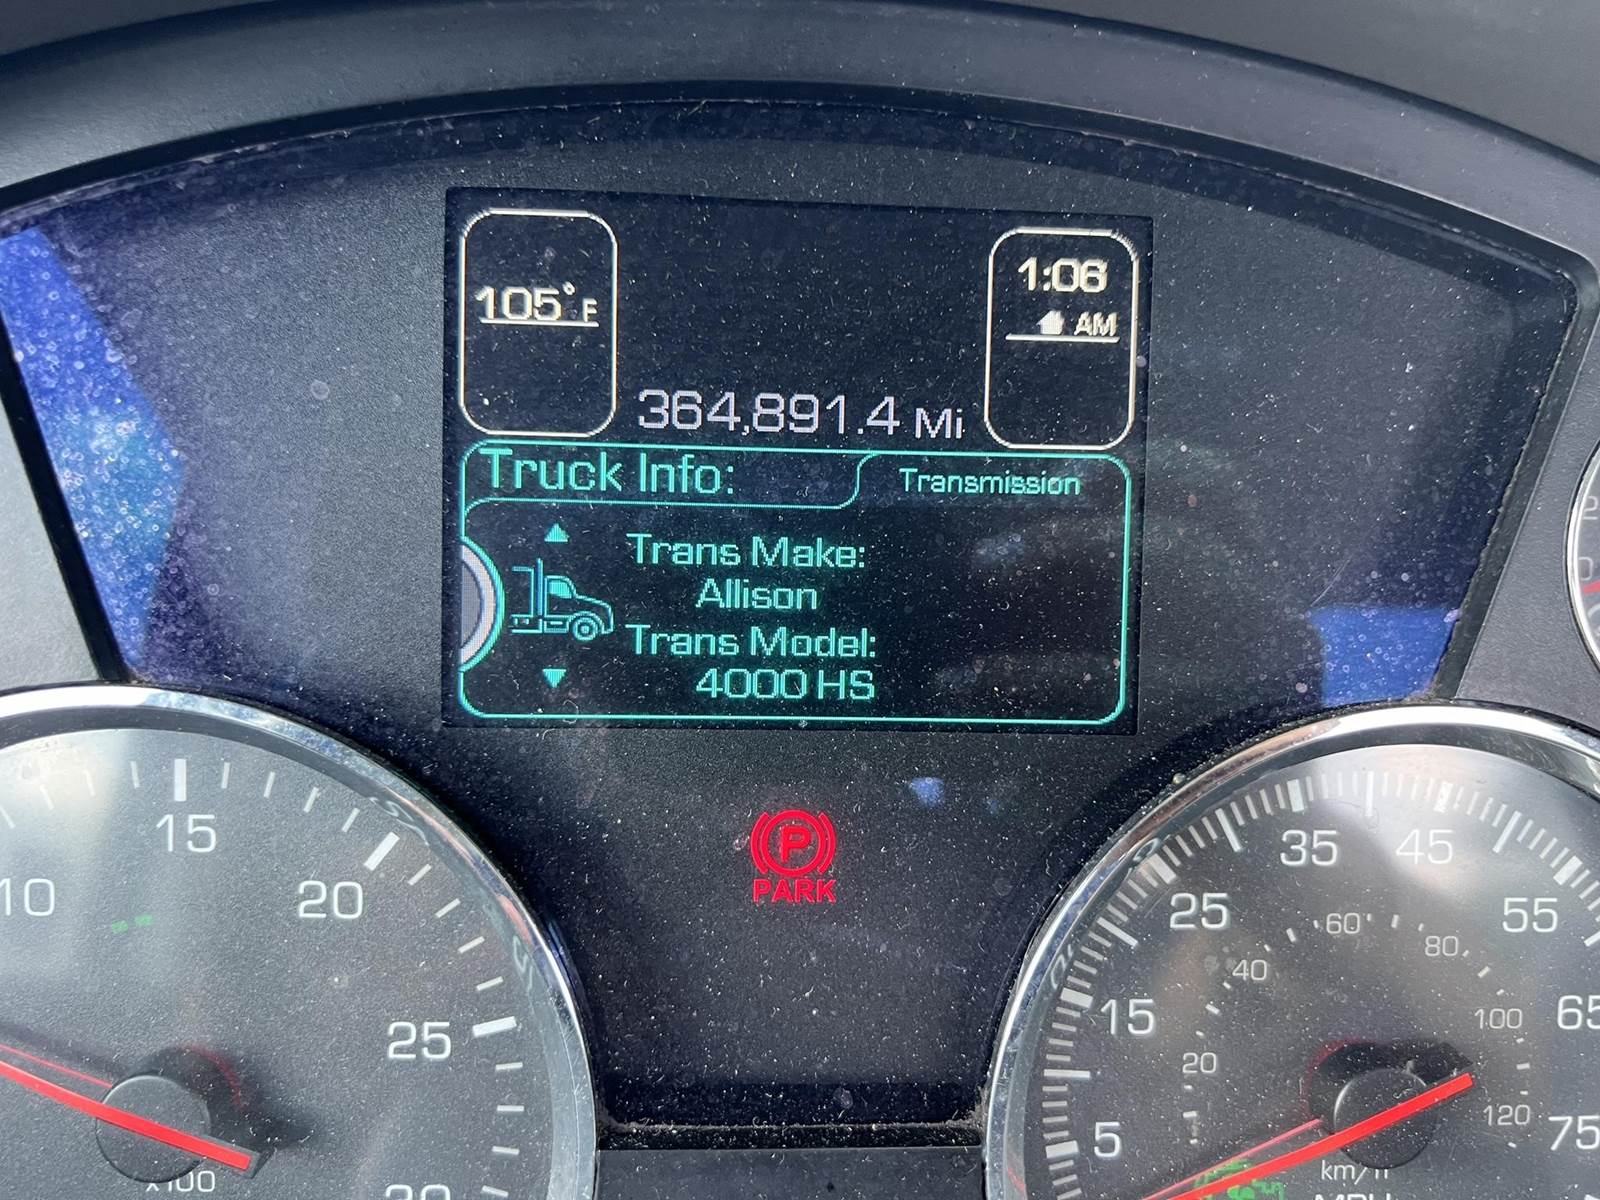 105°F
1:06
AM
364,891.4 Mi
Truck Info:
Transmission
Trans Make:
Allison
Trans Model:
4000 HS
P
PARK
10
15
20
25
30
x100
5
15
25
35
45
55
65
75
20
40
60
80
100
120
km/h
MPH